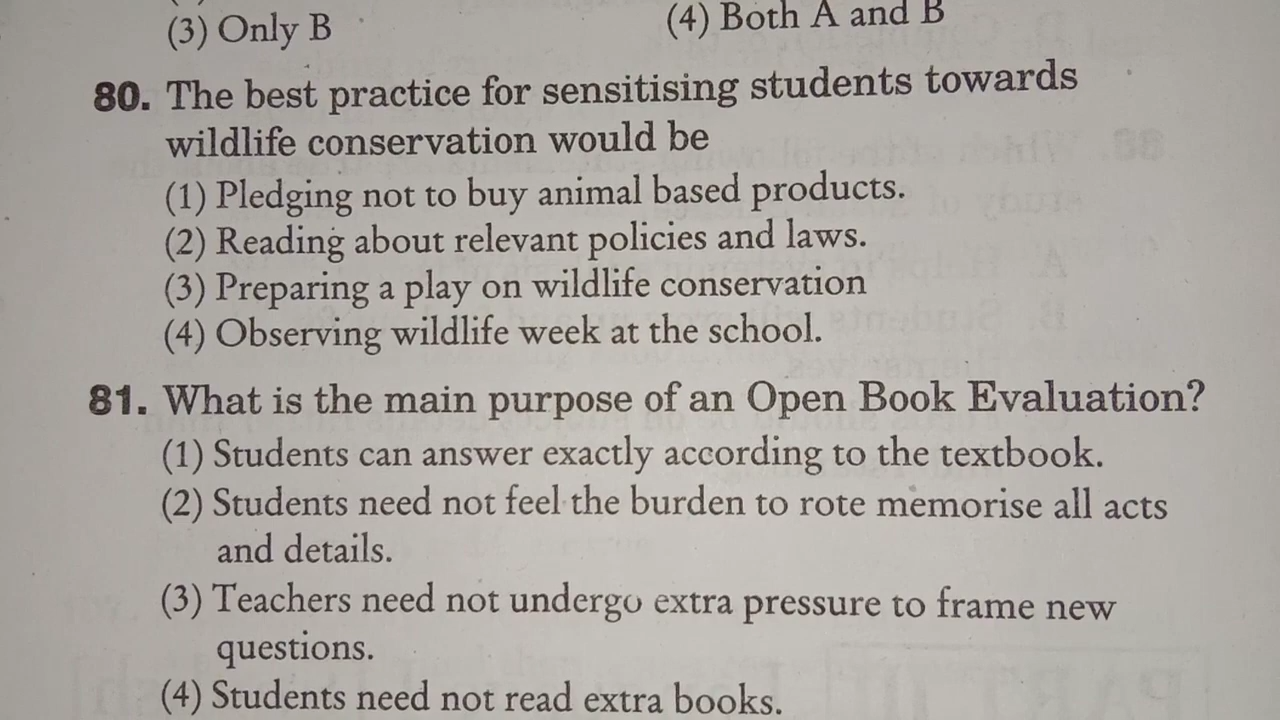 (3) Only B (4) Both A and B
80. The best practice for sensitising students towards
wildlife conservation would be
(1) Pledging not to buy animal based products.
(2) Reading about relevant policies and laws.
(3) Preparing a play on wildlife conservation
(4) Observing wildlife week at the school.
81. What is the main purpose of an Open Book Evaluation?
(1) Students can answer exactly according to the textbook.
(2) Students need not feel the burden to rote memorise all acts
and details.
(3) Teachers need not undergo extra pressure to frame new
questions.
(4) Students need not read extra books.